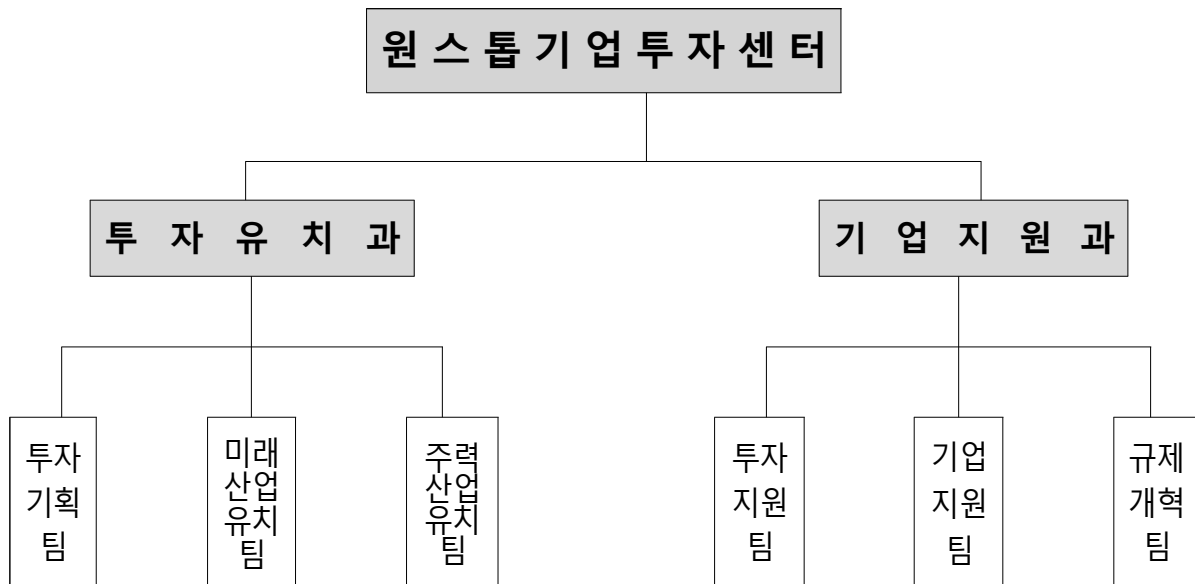 원스톱기업투자센터
투자유치과
기업지원과
투자
기획
팀
미래
산업
유치
팀
주력
산업
유치
팀
투자
지원
팀
기업
지원
팀
규제
개혁
팀